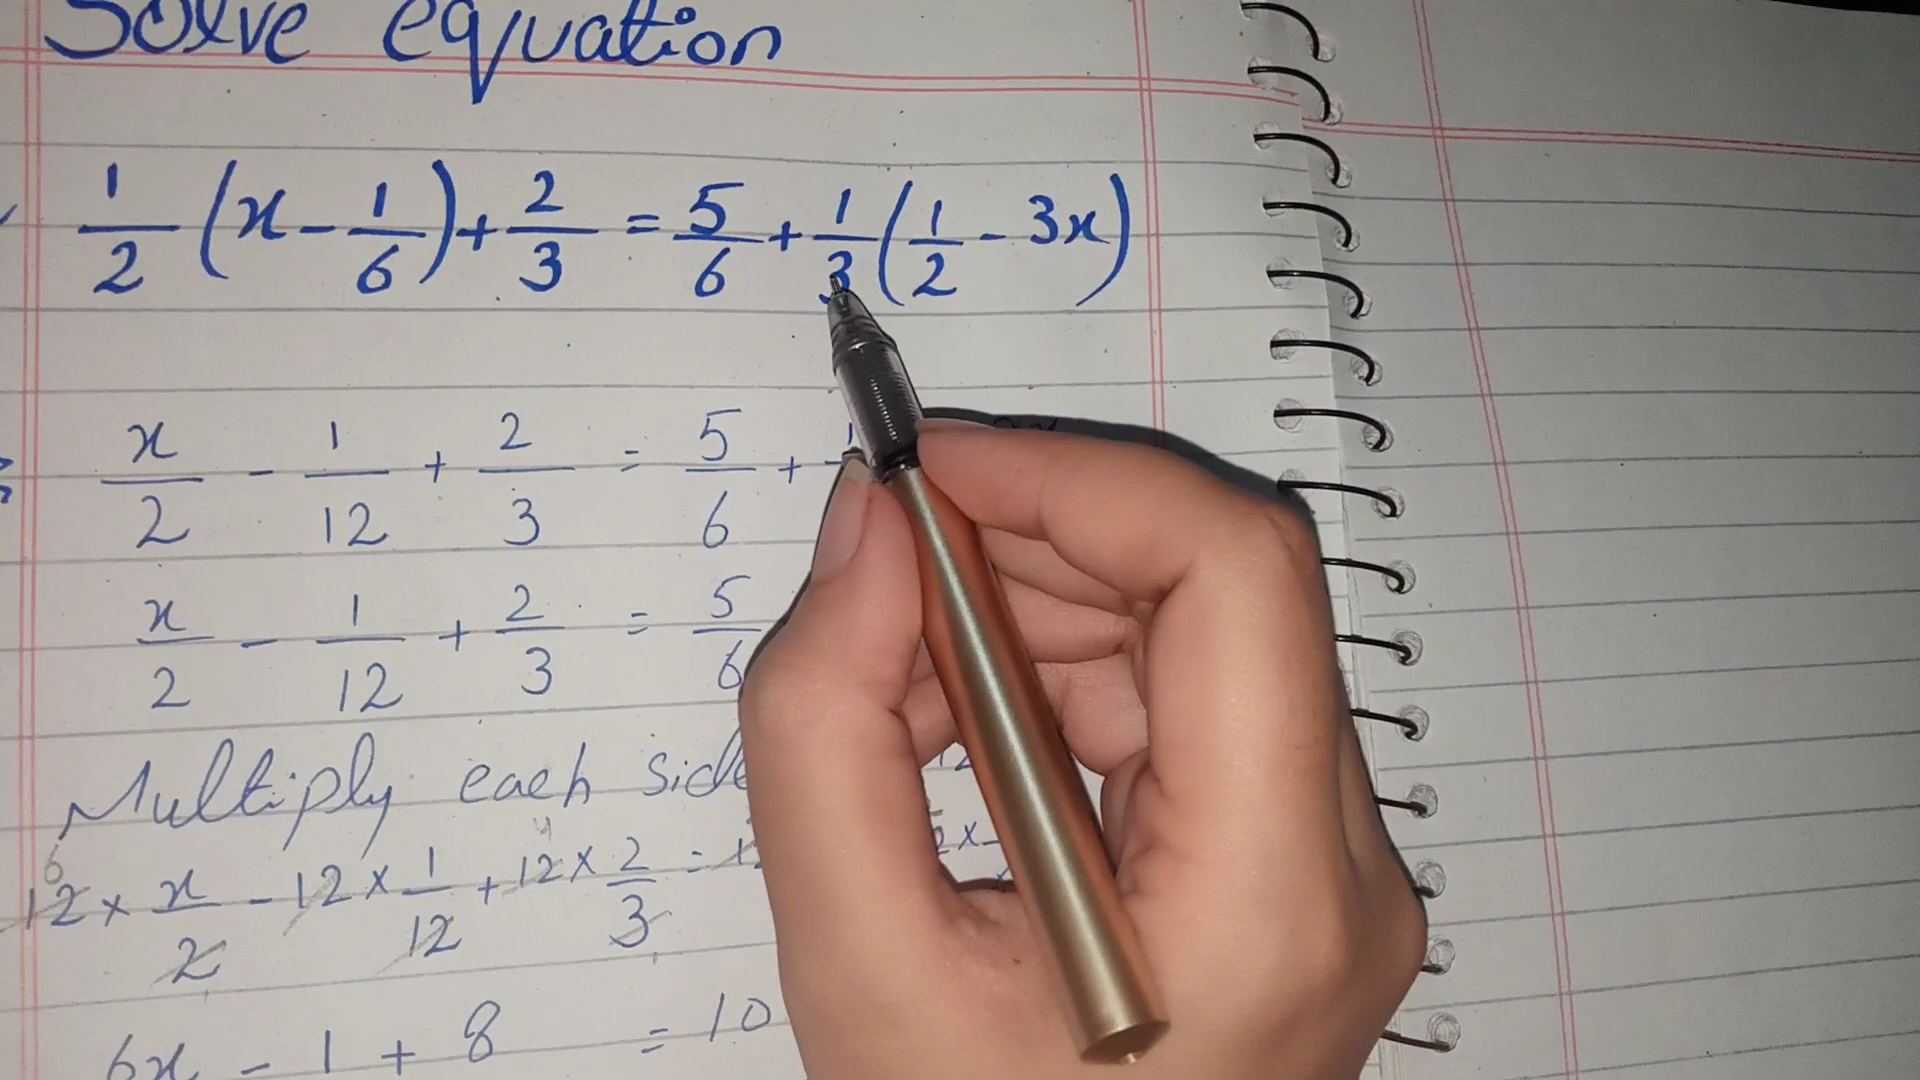 Solve equation
1/2 (x - 1/6) + 2/3 = 5/6 + 1/3 (1/2 - 3x)
x/2 - 1/12 + 2/3 = 5/6 +
x/2 - 1/12 + 2/3 = 5/6
Multiply each side
12 × x/2 - 12 × 1/12 + 12 × 2/3 =
6x - 1 + 8 = 10